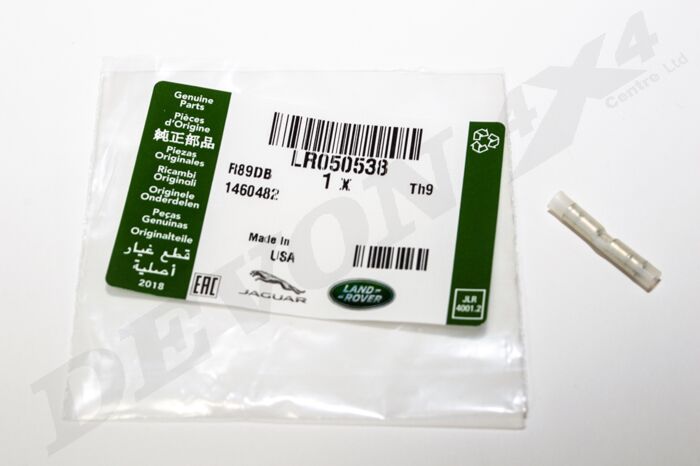 Genuine
Parts
Pièces
d'Origine
純正部品
Piezas
Originales
Ricambi
Originoli
Originele
Onderdelen
Peças
Genuínas
Originalteile
قطع غيار
أصلية
2018
LR050538
1 x
FI89DB
1460482
Th9
Made In
USA
EAC
JAGUAR
LAND-
-ROVER
JLR
4001.2
DEVON 4X4
Centre Ltd